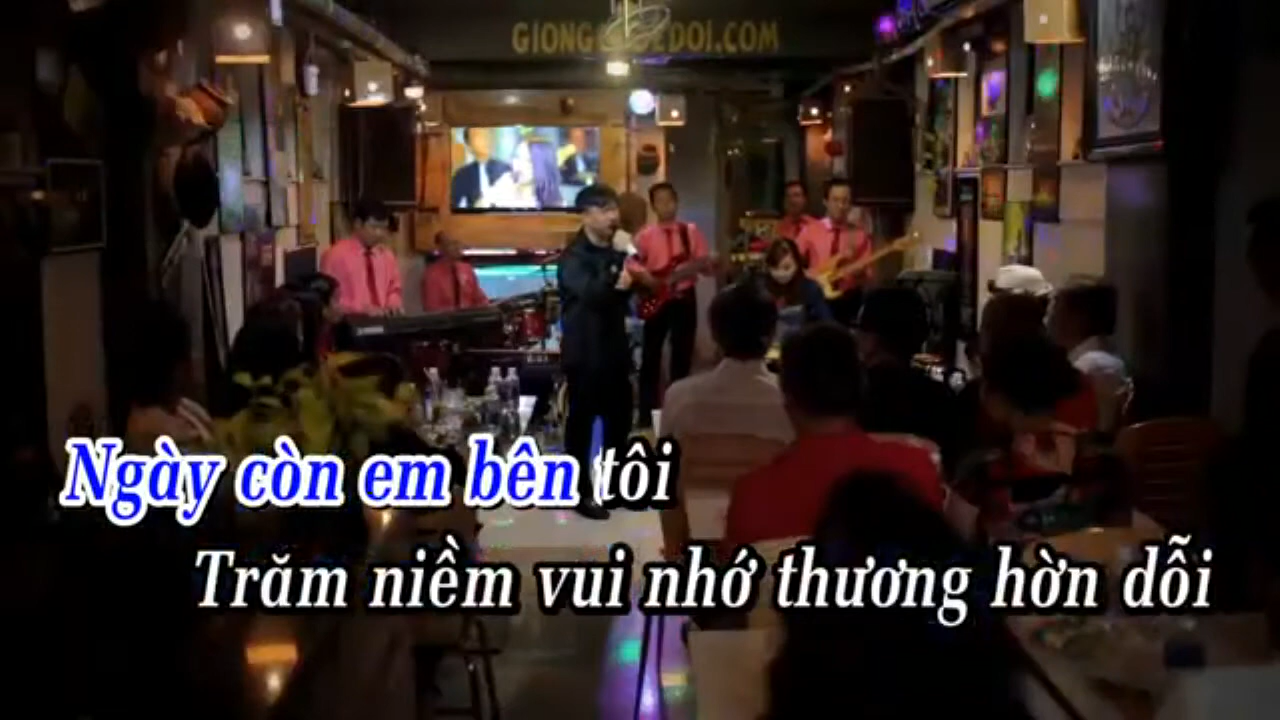 Ngày còn em bên tôi
Trăm niềm vui nhớ thương hờn dỗi